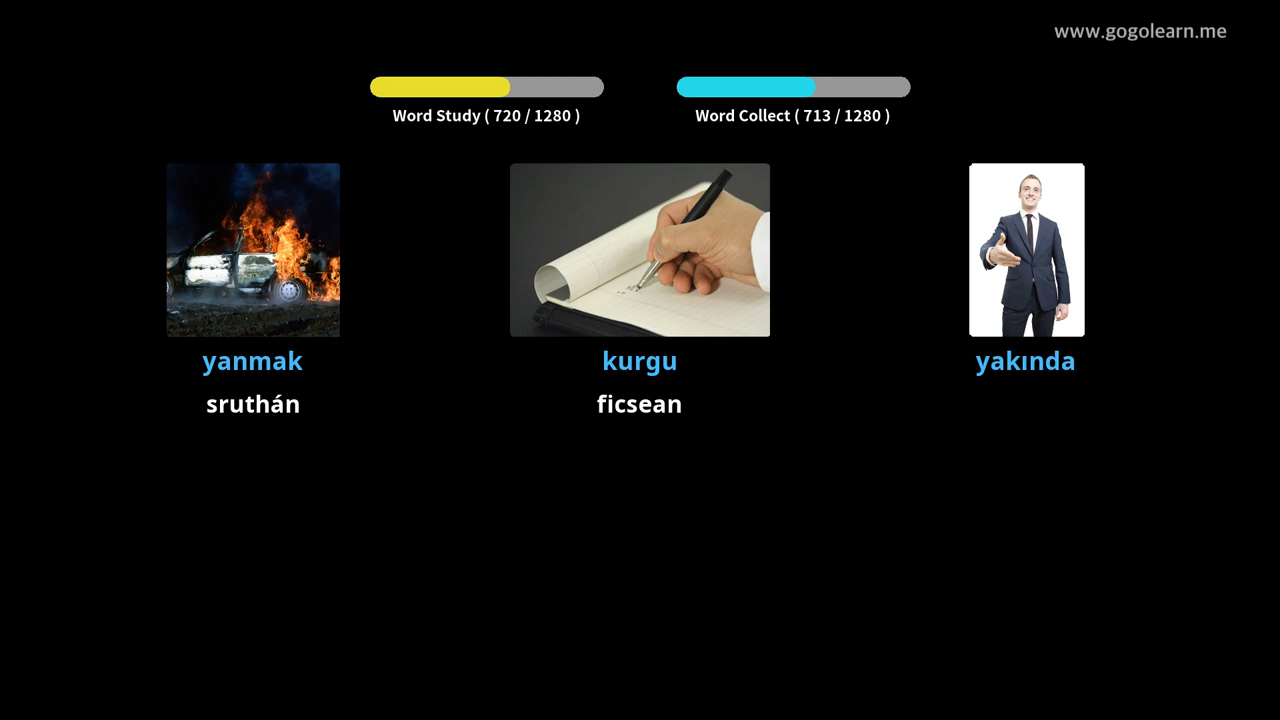 www.gogolearn.me
Word Study ( 720 / 1280 )
Word Collect ( 713 / 1280 )
yanmak
kurgu
yakında
sruthán
ficsean